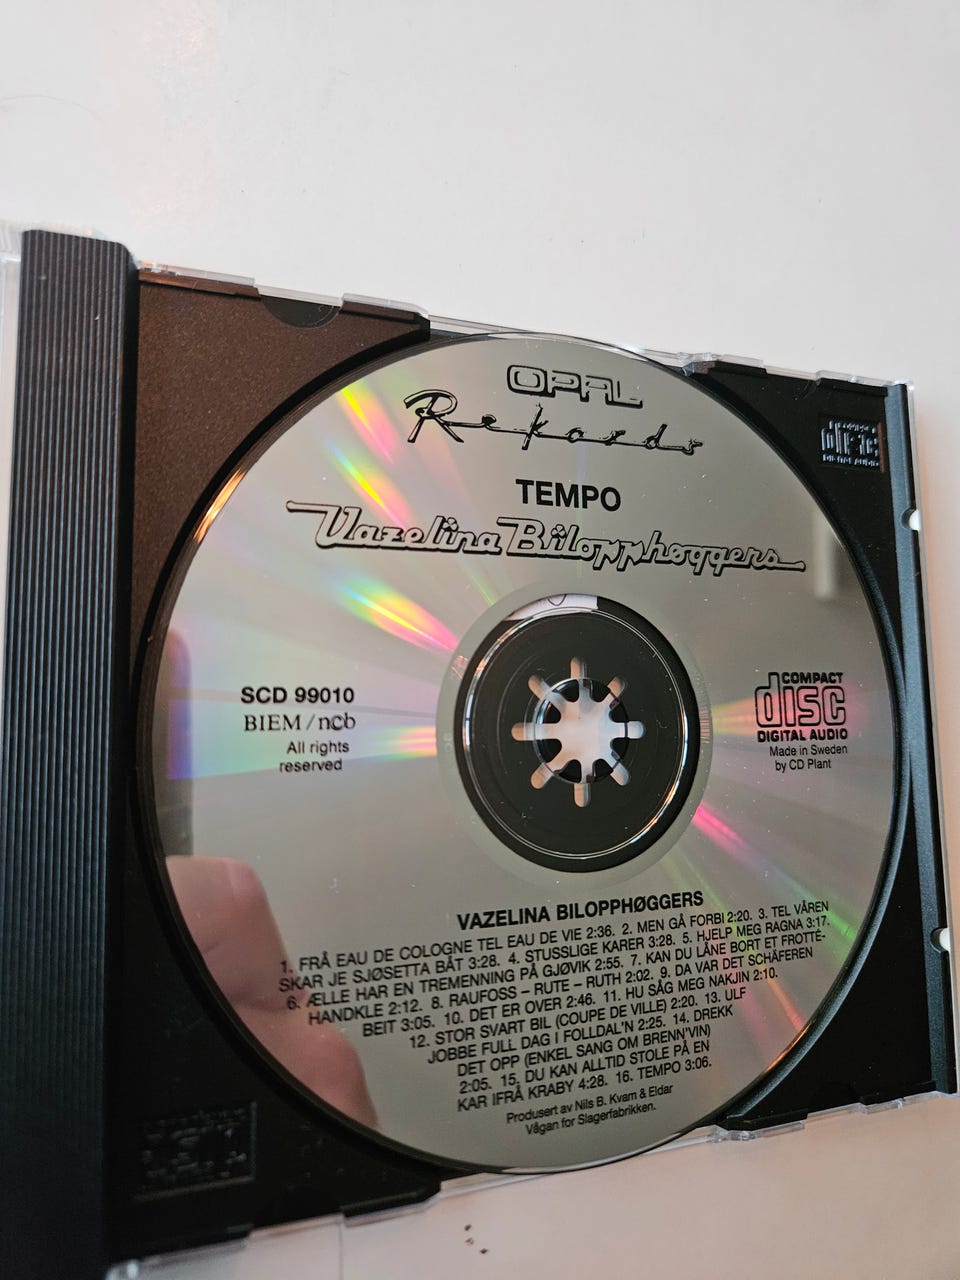 OPAL
Rekords
TEMPO
Vazelina Bilopphøggers
COMPACT
disc
DIGITAL AUDIO
SCD 99010
BIEM/ncb
All rights
reserved
COMPACT
disc
DIGITAL AUDIO
Made in Sweden
by CD Plant
VAZELINA BILOPPHØGGERS
1. FRÅ EAU DE COLOGNE TEL EAU DE VIE 2:36. 2. MEN GÅ FORBI 2:20. 3. TEL VÅREN
SKAR JE SJØSETTA BÅT 3:28. 4. STUSSLIGE KARER 3:28. 5. HJELP MEG RAGNA 3:17.
6. ÆLLE HAR EN TREMENNING PÅ GJØVIK 2:55. 7. KAN DU LÅNE BORT ET FROTTÉ-
HANDKLE 2:12. 8. RAUFOSS – RUTE – RUTH 2:02. 9. DA VAR DET SCHÄFEREN
BEIT 3:05. 10. DET ER OVER 2:46. 11. HU SÅG MEG NAKJIN 2:10.
12. STOR SVART BIL (COUPE DE VILLE) 2:20. 13. ULF
JOBBE FULL DAG I FOLLDAL'N 2:25. 14. DREKK
DET OPP (ENKEL SANG OM BRENN'VIN)
2:05. 15. DU KAN ALLTID STOLE PÅ EN
KAR IFRÅ KRABY 4:28. 16. TEMPO 3:06.
Produsert av Nils B. Kvam & Eldar
Vågan for Slagerfabrikken.